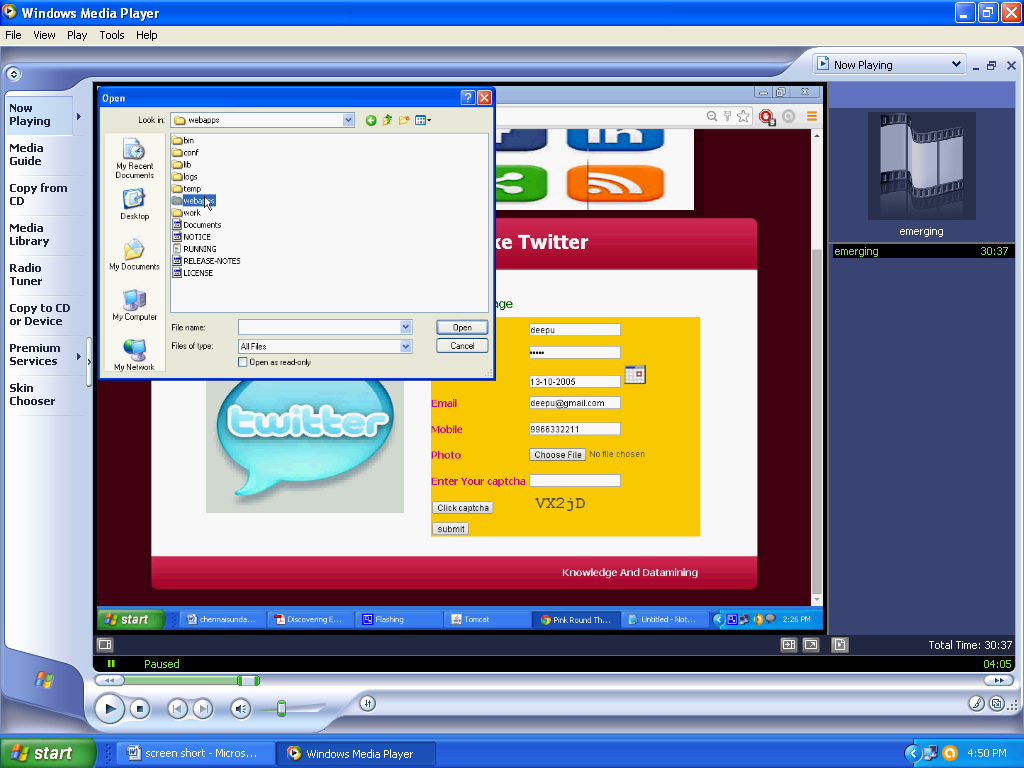 Windows Media Player
File View Play Tools Help
Now Playing
Now Playing
Media Guide
Copy from CD
Media Library
Radio Tuner
Copy to CD or Device
Premium Services
Skin Chooser
Open
Look in: webapps
My Recent Documents
Desktop
My Documents
My Computer
My Network
bin
conf
lib
logs
temp
webapps
work
Documents
NOTICE
RUNNING
RELEASE-NOTES
LICENSE
File name: Open
Files of type: All Files Cancel
Open as read-only
ke Twitter
age
deepu
13-10-2005
Email deepu@gmail.com
Mobile 9966332211
Photo Choose File No file chosen
Enter Your captcha
Click captcha VX2jD
submit
twitter
Knowledge And Datamining
start chennaisunda... Discovering E... Flashing Tomcat Pink Round Th... Untitled - Not... 2:26 PM
emerging
emerging 30:37
Total Time: 30:37
Paused 04:05
start screen short - Micros... Windows Media Player 4:50 PM